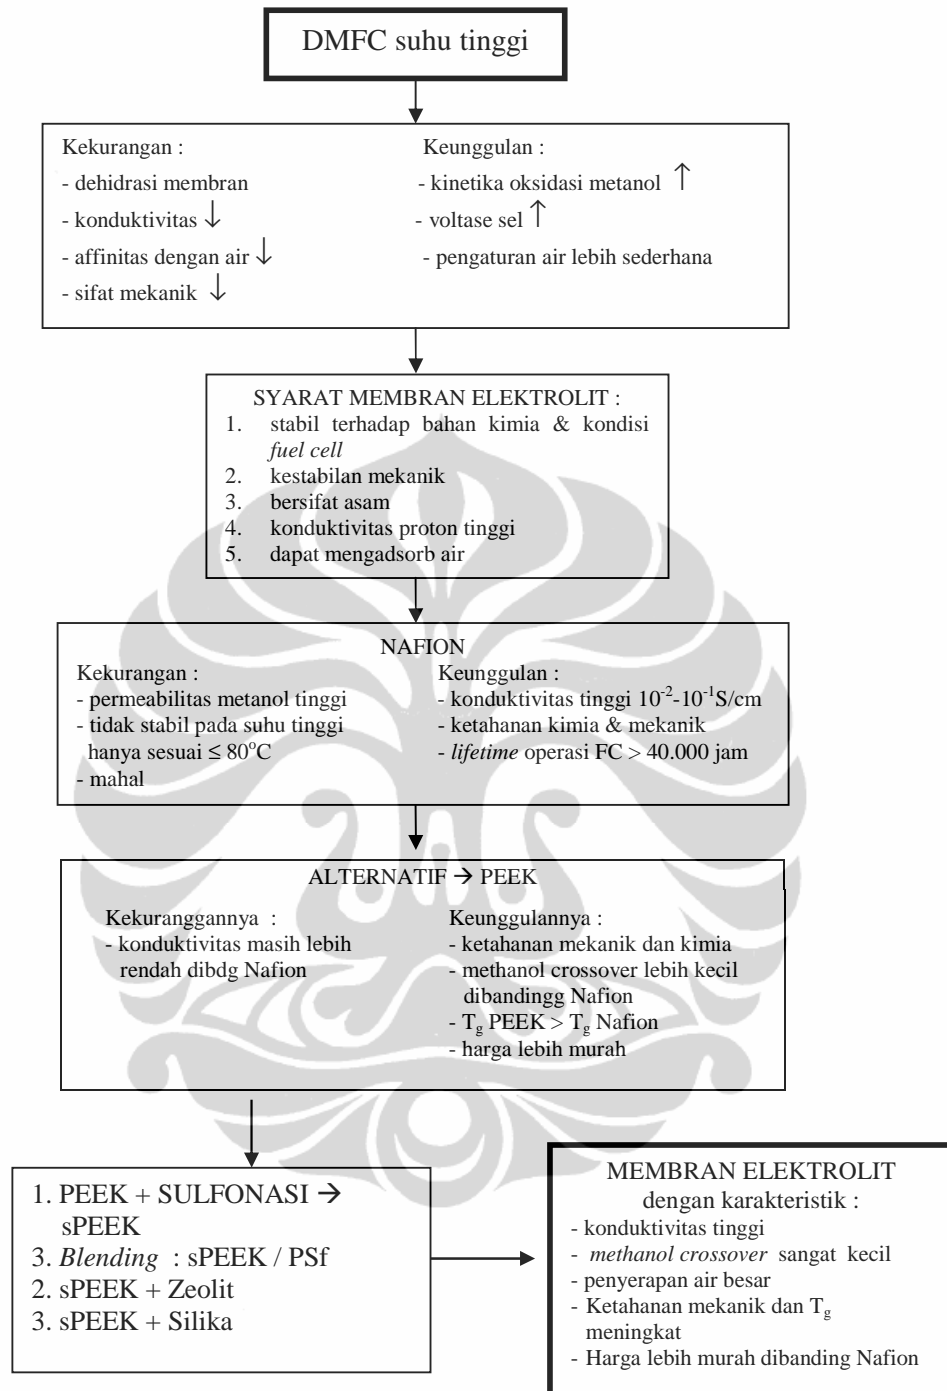 DMFC suhu tinggi
Kekurangan :
- dehidrasi membran
- konduktivitas ↓
- affinitas dengan air ↓
- sifat mekanik ↓
Keunggulan :
- kinetika oksidasi metanol ↑
- voltase sel ↑
- pengaturan air lebih sederhana
SYARAT MEMBRAN ELEKTROLIT :
1. stabil terhadap bahan kimia & kondisi
fuel cell
2. kestabilan mekanik
3. bersifat asam
4. konduktivitas proton tinggi
5. dapat mengadsorb air
NAFION
Kekurangan :
- permeabilitas metanol tinggi
- tidak stabil pada suhu tinggi
hanya sesuai ≤ 80°C
- mahal
Keunggulan :
- konduktivitas tinggi 10⁻²-10⁻¹S/cm
- ketahanan kimia & mekanik
- lifetime operasi FC > 40.000 jam
ALTERNATIF → PEEK
Kekuranggannya :
- konduktivitas masih lebih
rendah dibdg Nafion
Keunggulannya :
- ketahanan mekanik dan kimia
- methanol crossover lebih kecil
dibandingg Nafion
- Tg PEEK > Tg Nafion
- harga lebih murah
1. PEEK + SULFONASI →
sPEEK
3. Blending : sPEEK / PSf
2. sPEEK + Zeolit
3. sPEEK + Silika
MEMBRAN ELEKTROLIT
dengan karakteristik :
- konduktivitas tinggi
- methanol crossover sangat kecil
- penyerapan air besar
- Ketahanan mekanik dan Tg
meningkat
- Harga lebih murah dibanding Nafion